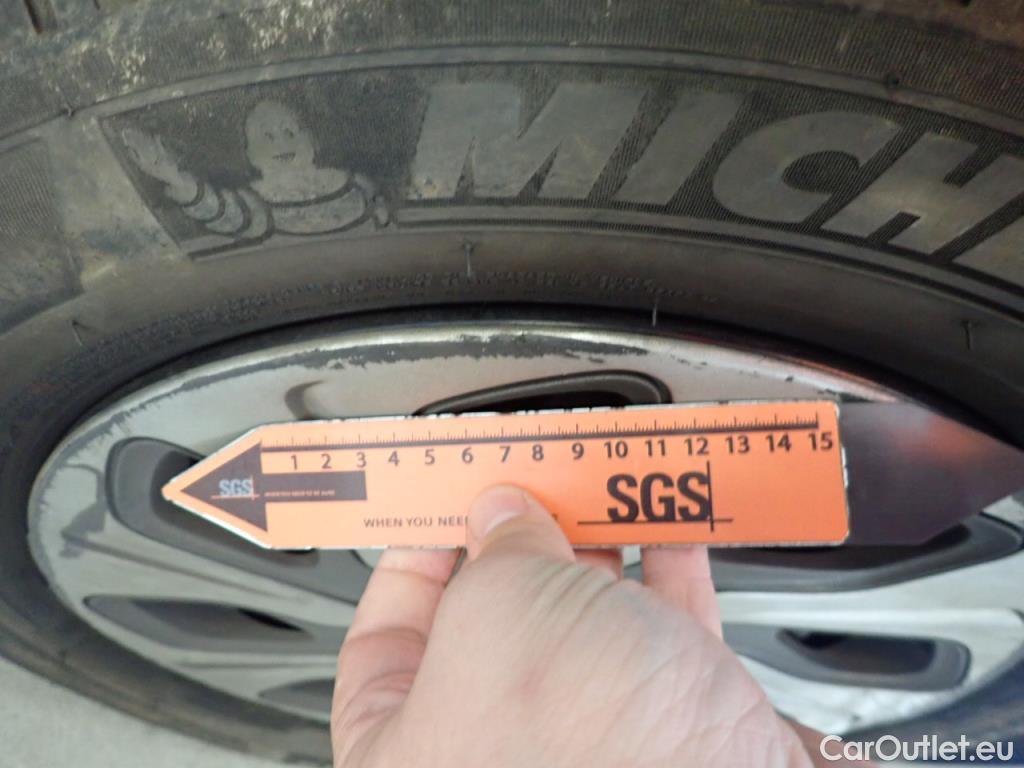 MICH
1 2 3 4 5 6 7 8 9 10 11 12 13 14 15
SGS
SGS
WHEN YOU NEE
CarOutlet.eu